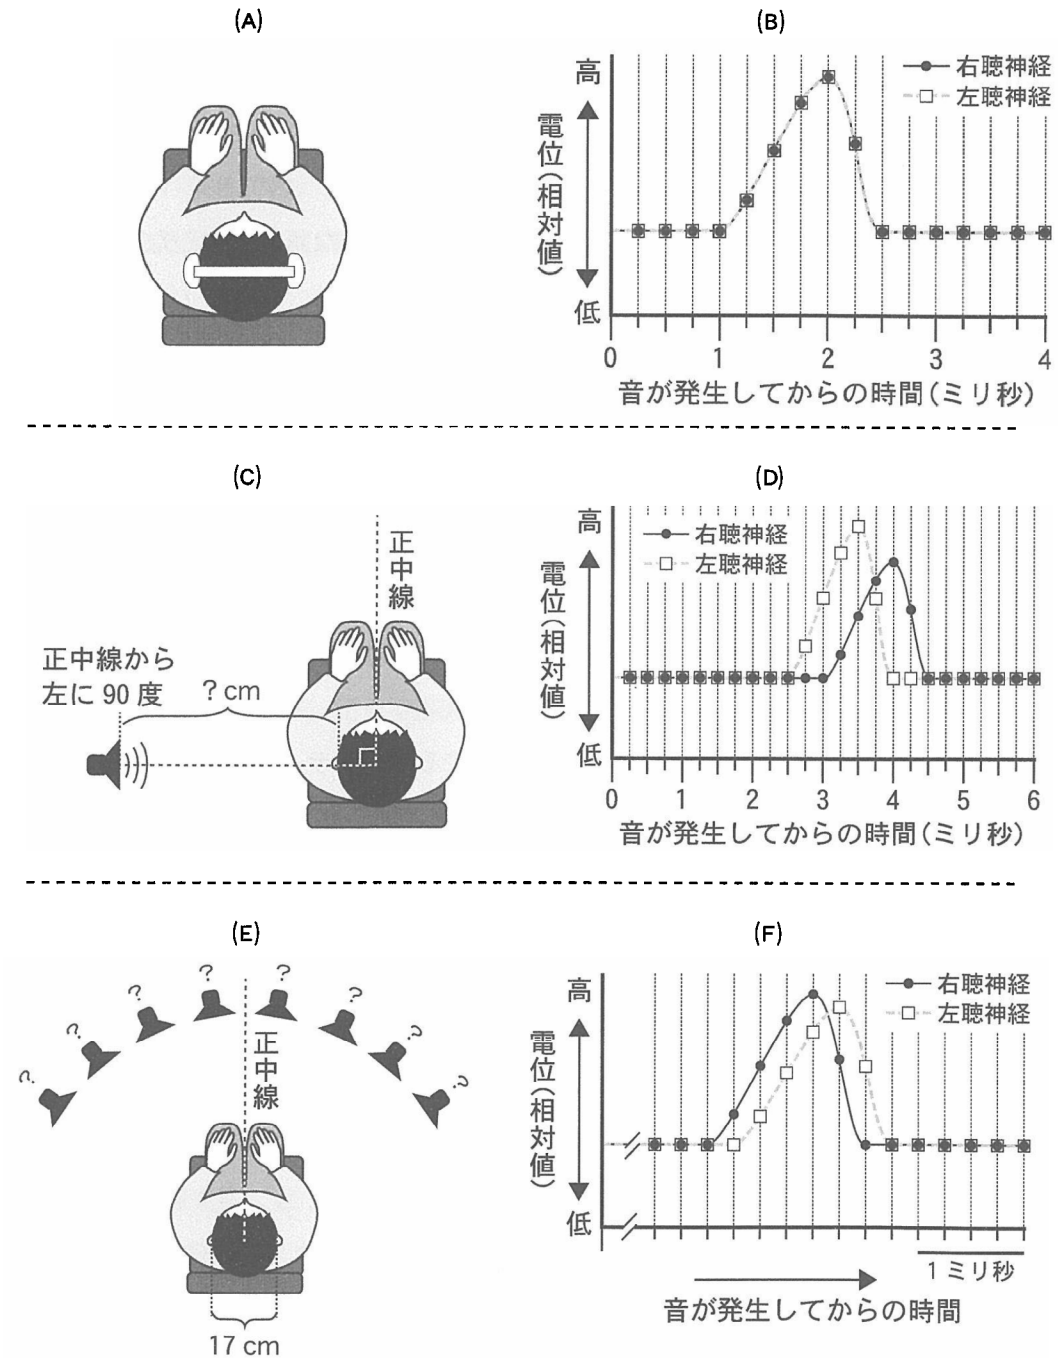 (A)
(B)
高
電位(相対値)
低
右聴神経
左聴神経
0 1 2 3 4
音が発生してからの時間(ミリ秒)
(C)
(D)
正中線
正中線から
左に 90 度
? cm
高
電位(相対値)
低
右聴神経
左聴神経
0 1 2 3 4 5 6
音が発生してからの時間(ミリ秒)
(E)
(F)
? ? ? ? ? ? ? ?
正中線
17 cm
高
電位(相対値)
低
右聴神経
左聴神経
1 ミリ秒
音が発生してからの時間